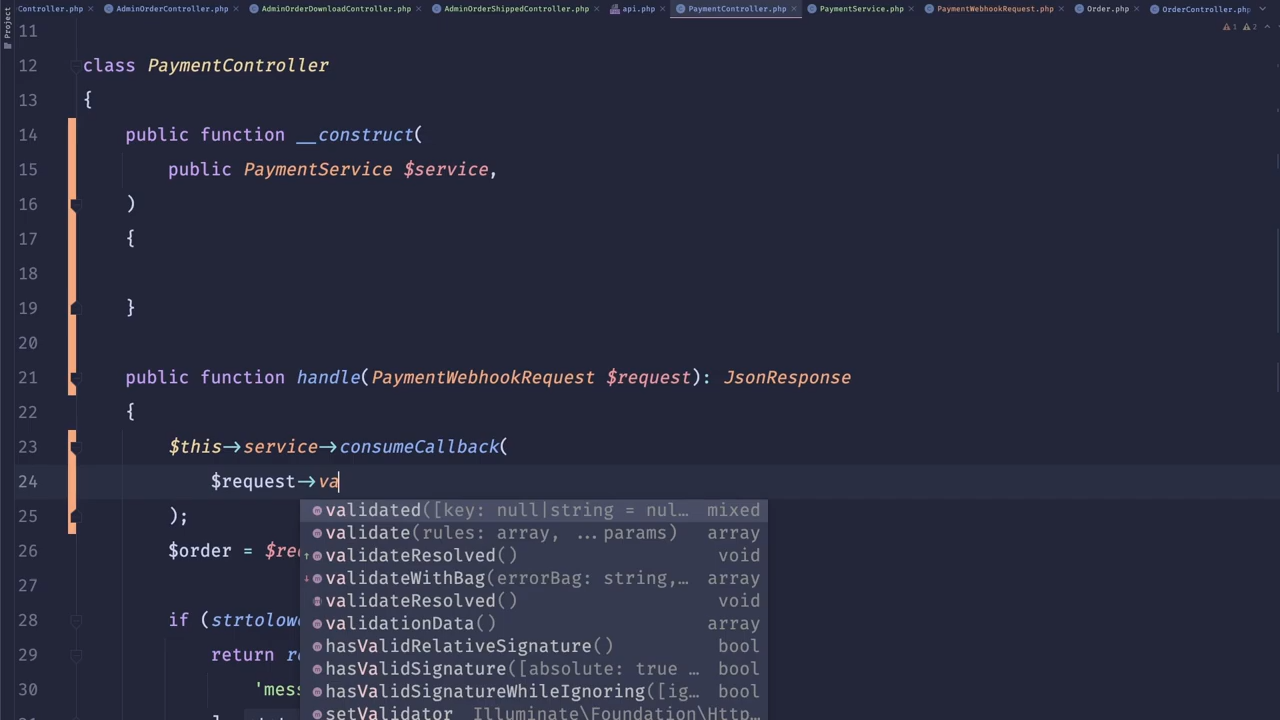 Controller.php AdminOrderController.php AdminOrderDownloadController.php AdminOrderShippedController.php api.php PaymentController.php PaymentService.php PaymentWebhookRequest.php Order.php OrderController.php
Project
1 2
11
12 class PaymentController
13 {
14 public function __construct(
15 public PaymentService $service,
16 )
17 {
18
19 }
20
21 public function handle(PaymentWebhookRequest $request): JsonResponse
22 {
23 $this->service->consumeCallback(
24 $request->va
validated([key: null|string = nul… mixed
25 );
validate(rules: array, ...params) array
validateResolved() void
26 $order = $re
validateWithBag(errorBag: string,… array
27
validateResolved() void
28 if (strtolowe
validationData() array
hasValidRelativeSignature() bool
29 return re
hasValidSignature([absolute: true … bool
30 'mess
hasValidSignatureWhileIgnoring([ig… bool
setValidator Illuminate\Foundation\Http…